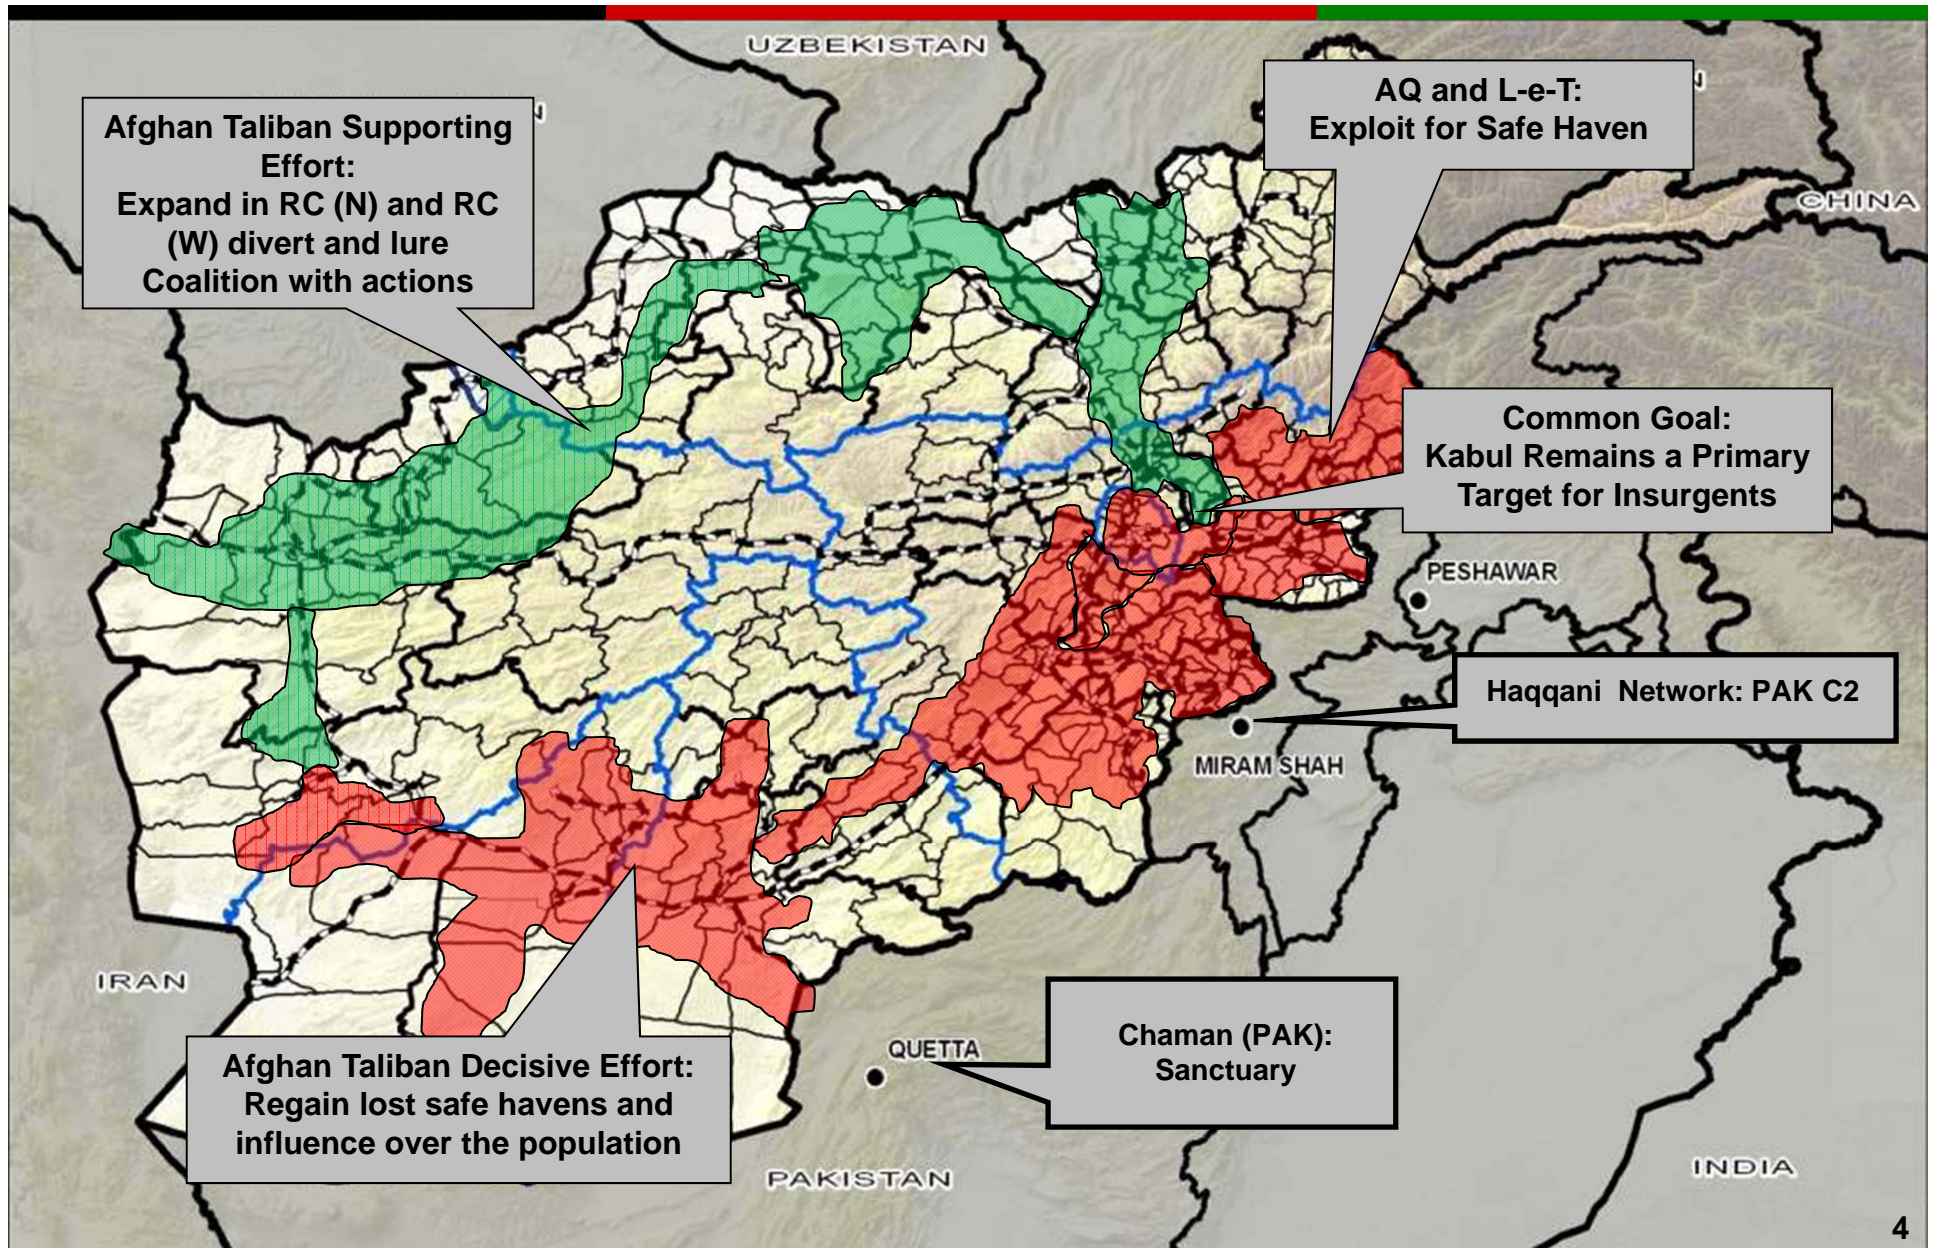 UZBEKISTAN
Afghan Taliban Supporting
Effort:
Expand in RC (N) and RC
(W) divert and lure
Coalition with actions
AQ and L-e-T:
Exploit for Safe Haven
CHINA
Common Goal:
Kabul Remains a Primary
Target for Insurgents
PESHAWAR
Haqqani Network: PAK C2
MIRAM SHAH
IRAN
QUETTA
Chaman (PAK):
Sanctuary
Afghan Taliban Decisive Effort:
Regain lost safe havens and
influence over the population
PAKISTAN
INDIA
4